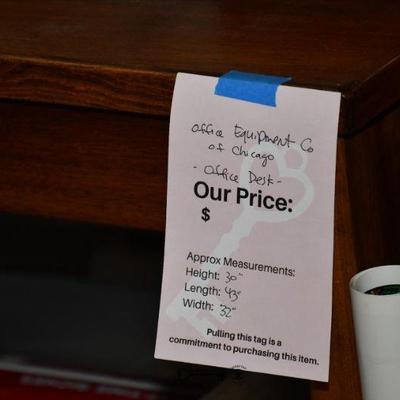 Office Equipment Co
of Chicago
- Office Desk -
Our Price:
$
Approx Measurements:
Height: 30"
Length: 43"
Width: 32"
Pulling this tag is a
commitment to purchasing this item.